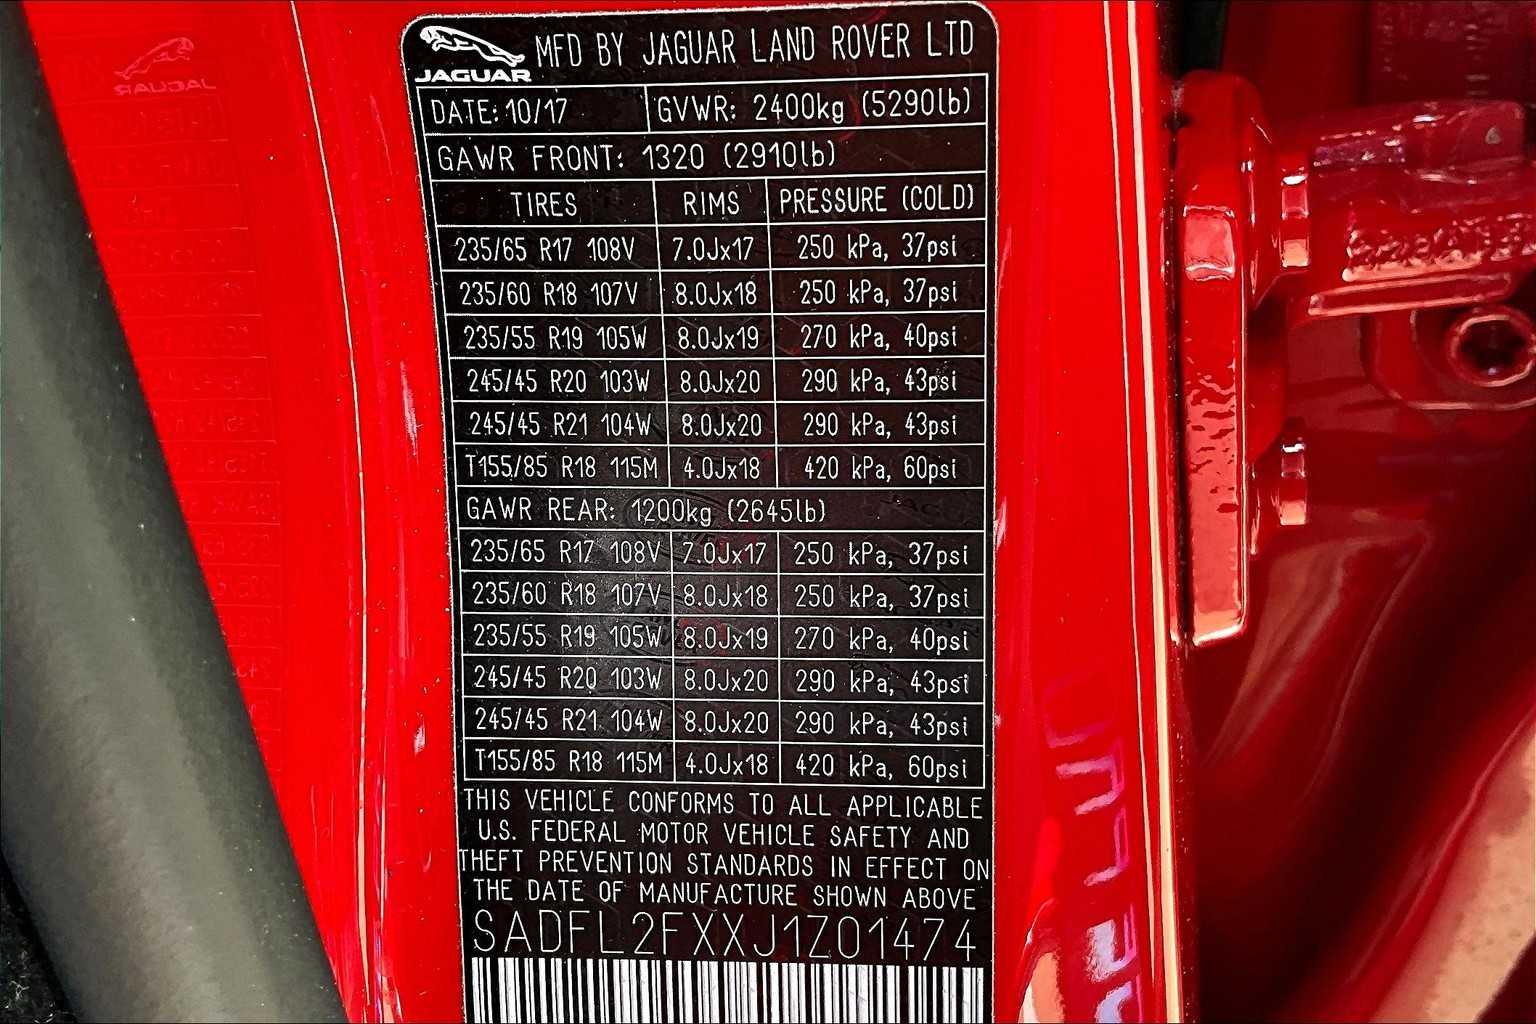 JAGUAR MFD BY JAGUAR LAND ROVER LTD
DATE: 10/17 GVWR: 2400kg (5290lb)
GAWR FRONT: 1320 (2910lb)
TIRES RIMS PRESSURE (COLD)
235/65 R17 108V 7.0Jx17 250 kPa, 37psi
235/60 R18 107V 8.0Jx18 250 kPa, 37psi
235/55 R19 105W 8.0Jx19 270 kPa, 40psi
245/45 R20 103W 8.0Jx20 290 kPa, 43psi
245/45 R21 104W 8.0Jx20 290 kPa, 43psi
T155/85 R18 115M 4.0Jx18 420 kPa, 60psi
GAWR REAR: 1200kg (2645lb)
235/65 R17 108V 7.0Jx17 250 kPa, 37psi
235/60 R18 107V 8.0Jx18 250 kPa, 37psi
235/55 R19 105W 8.0Jx19 270 kPa, 40psi
245/45 R20 103W 8.0Jx20 290 kPa, 43psi
245/45 R21 104W 8.0Jx20 290 kPa, 43psi
T155/85 R18 115M 4.0Jx18 420 kPa, 60psi
THIS VEHICLE CONFORMS TO ALL APPLICABLE
U.S. FEDERAL MOTOR VEHICLE SAFETY AND
THEFT PREVENTION STANDARDS IN EFFECT ON
THE DATE OF MANUFACTURE SHOWN ABOVE
SADFL2FXXJ1Z01474